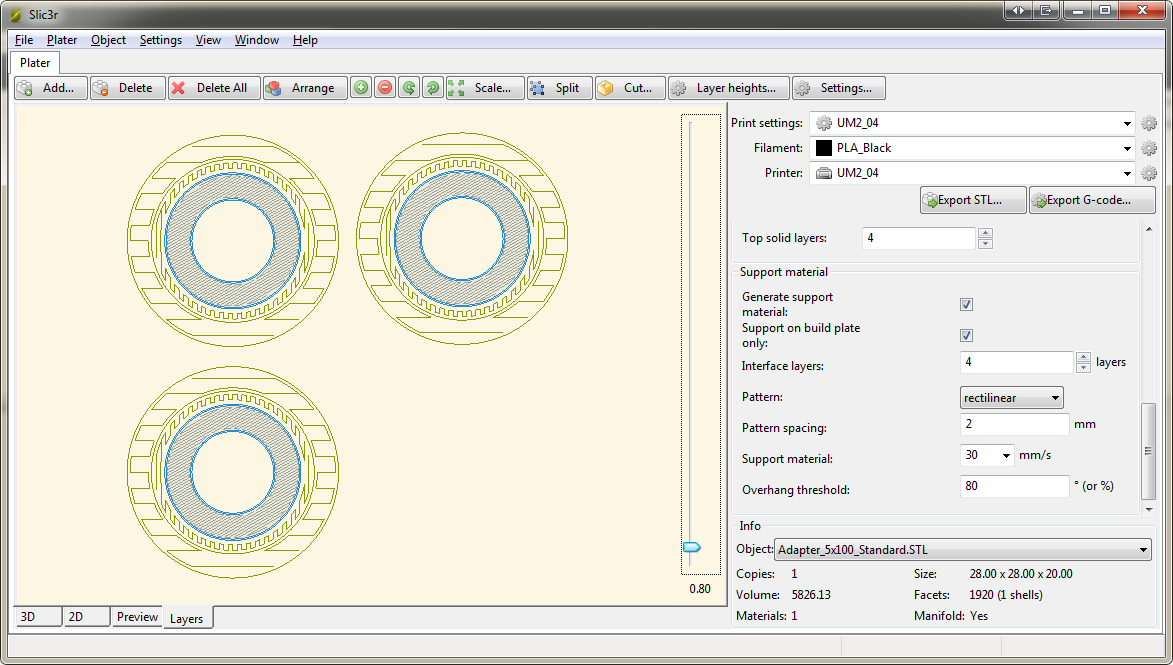 Slic3r
File Plater Object Settings View Window Help
Plater
Add... Delete Delete All Arrange Scale... Split Cut... Layer heights... Settings...
Print settings: UM2_04
Filament: PLA_Black
Printer: UM2_04
Export STL... Export G-code...
Top solid layers: 4
Support material
Generate support
material:
Support on build plate
only:
Interface layers: 4 layers
Pattern: rectilinear
Pattern spacing: 2 mm
Support material: 30 mm/s
Overhang threshold: 80 ° (or %)
Info
Object: Adapter_5x100_Standard.STL
Copies: 1 Size: 28.00 x 28.00 x 20.00
Volume: 5826.13 Facets: 1920 (1 shells)
Materials: 1 Manifold: Yes
0.80
3D 2D Preview Layers